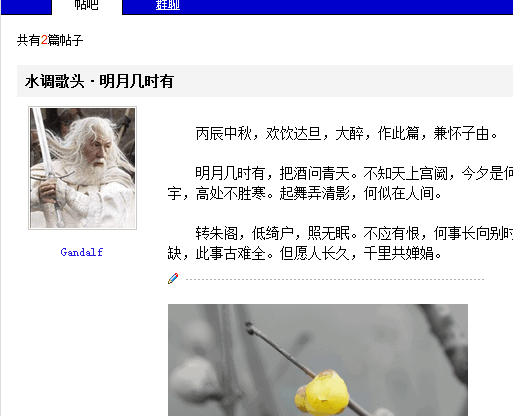 帖吧 群聊
共有2篇帖子
水调歌头·明月几时有
丙辰中秋，欢饮达旦，大醉，作此篇，兼怀子由。
明月几时有，把酒问青天。不知天上宫阙，今夕是何
宇，高处不胜寒。起舞弄清影，何似在人间。
转朱阁，低绮户，照无眠。不应有恨，何事长向别时
缺，此事古难全。但愿人长久，千里共婵娟。
Gandalf